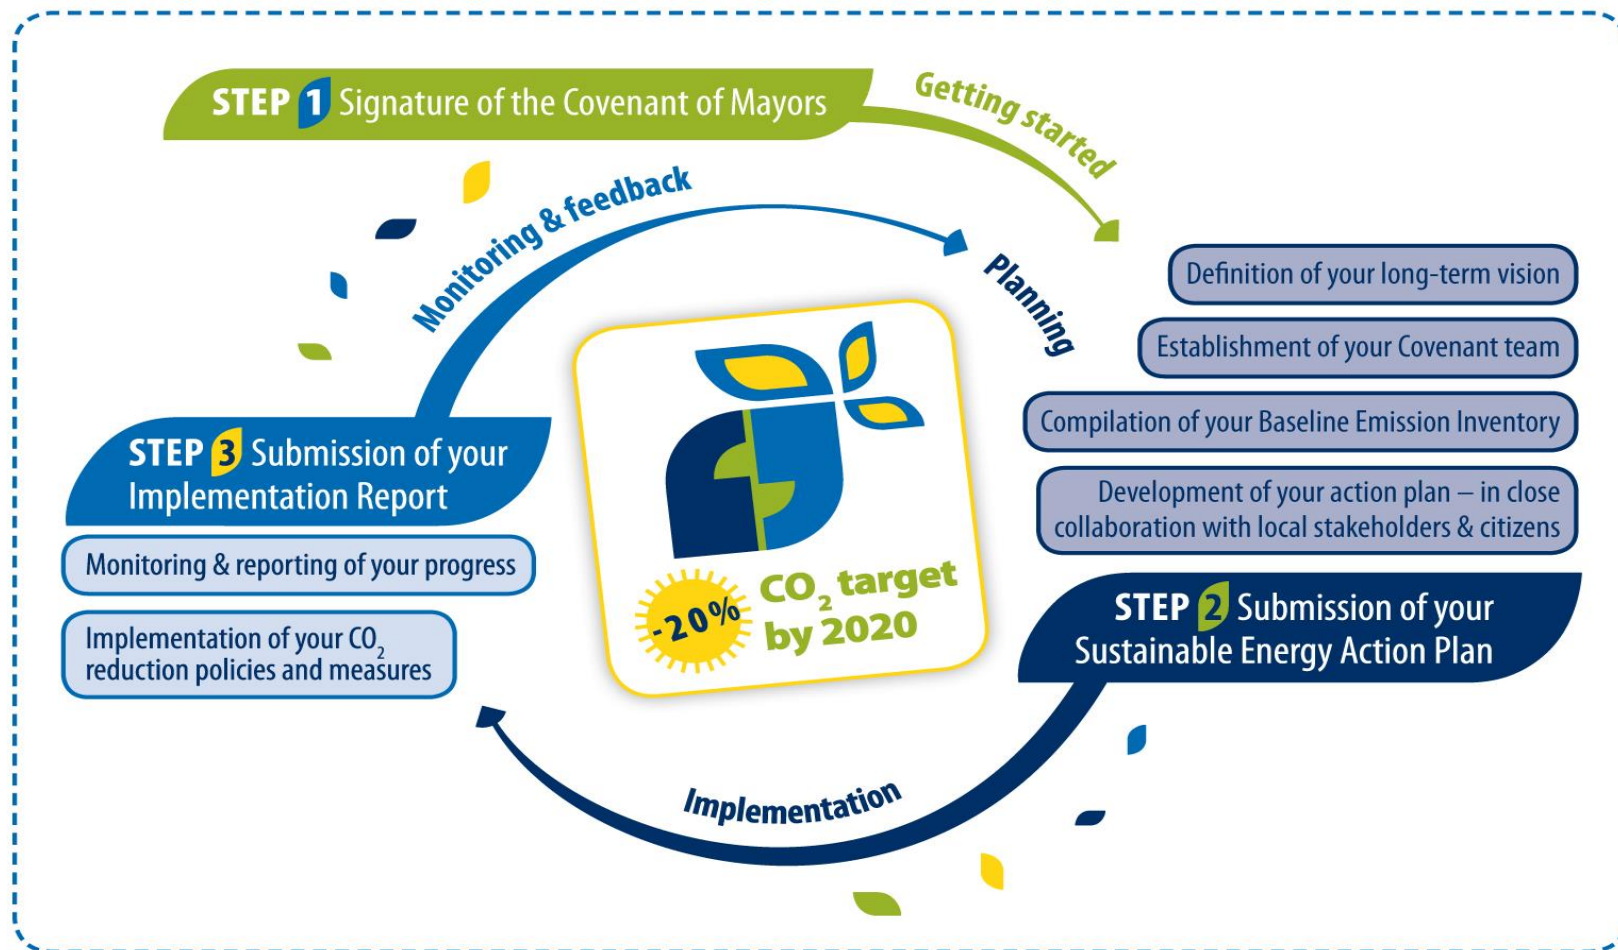 STEP 1 Signature of the Covenant of Mayors
Getting started
Monitoring & feedback
Planning
Definition of your long-term vision
Establishment of your Covenant team
Compilation of your Baseline Emission Inventory
Development of your action plan – in close
collaboration with local stakeholders & citizens
STEP 2 Submission of your
Sustainable Energy Action Plan
Implementation
STEP 3 Submission of your
Implementation Report
Monitoring & reporting of your progress
Implementation of your CO₂
reduction policies and measures
-20%
CO₂ target
by 2020